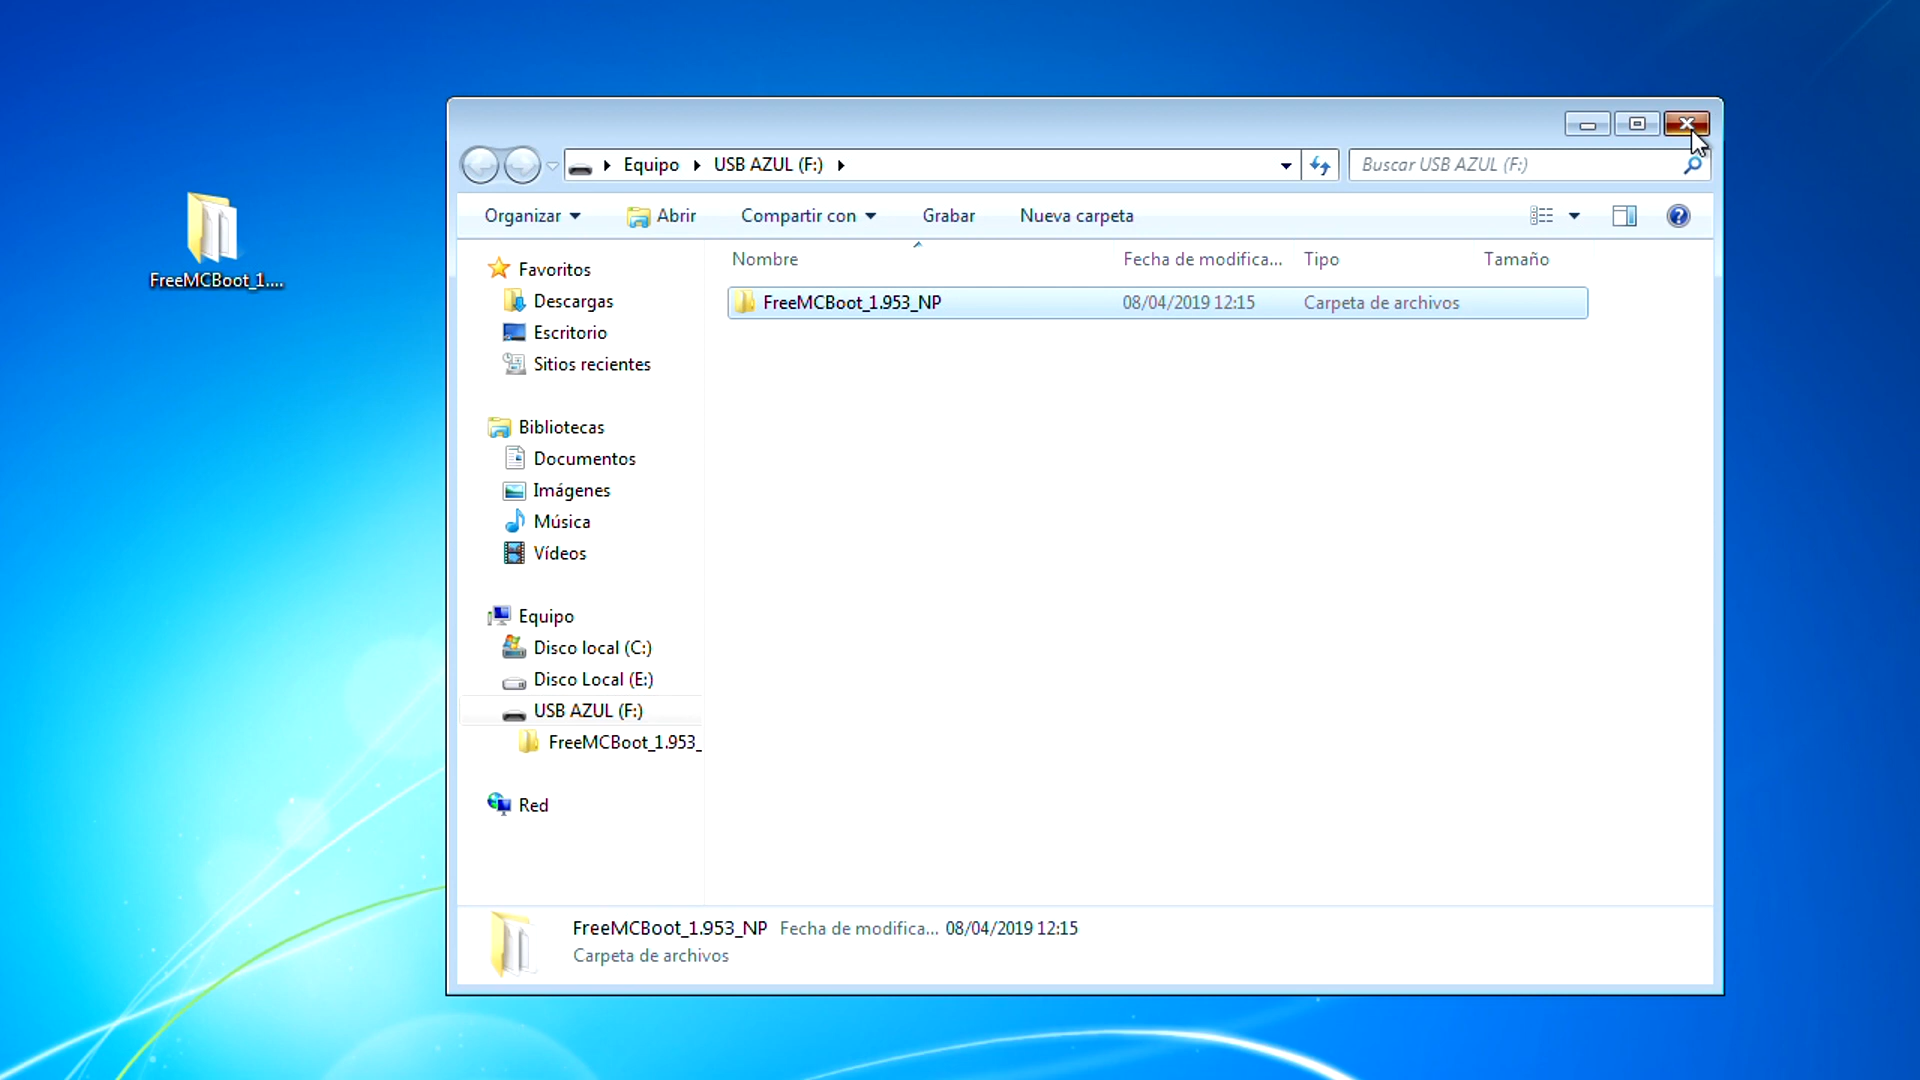 FreeMCBoot_1....
Equipo USB AZUL (F:) Buscar USB AZUL (F:)
Organizar Abrir Compartir con Grabar Nueva carpeta
Nombre Fecha de modifica... Tipo Tamaño
FreeMCBoot_1.953_NP 08/04/2019 12:15 Carpeta de archivos
Favoritos
Descargas
Escritorio
Sitios recientes
Bibliotecas
Documentos
Imágenes
Música
Vídeos
Equipo
Disco local (C:)
Disco Local (E:)
USB AZUL (F:)
FreeMCBoot_1.953_
Red
FreeMCBoot_1.953_NP Fecha de modifica... 08/04/2019 12:15
Carpeta de archivos